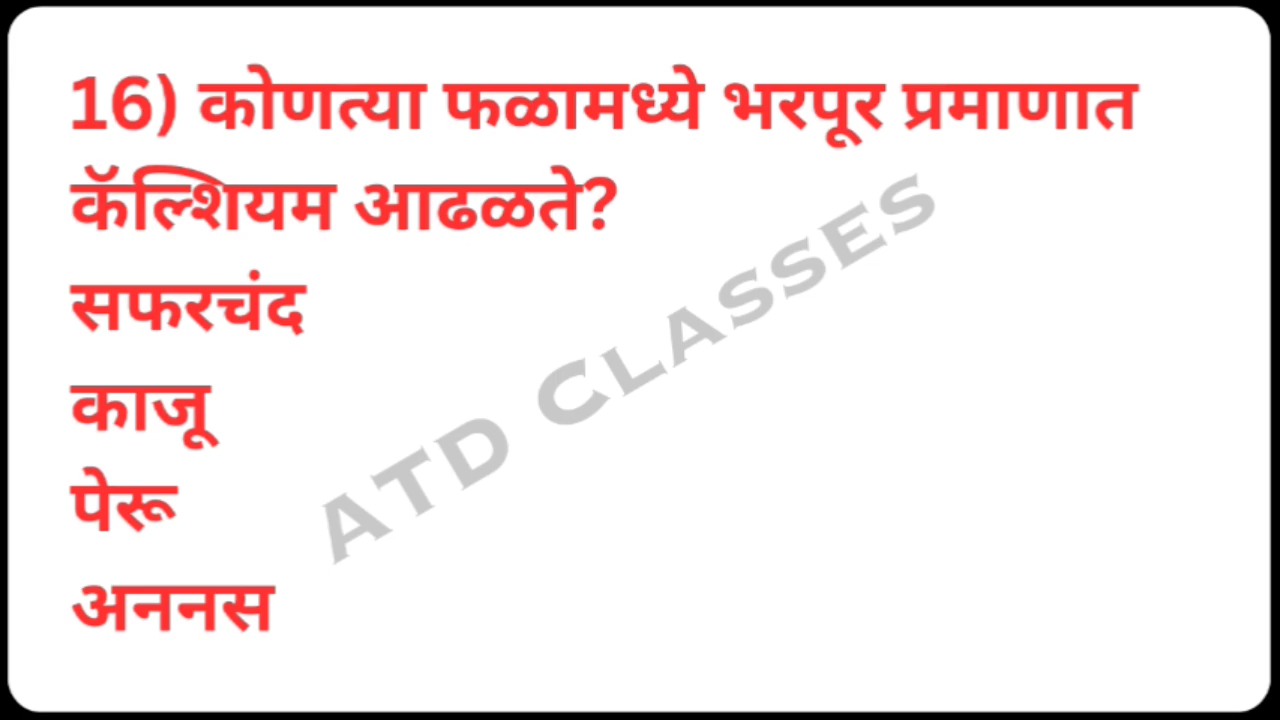 16) कोणत्या फळामध्ये भरपूर प्रमाणात
कॅल्शियम आढळते?
सफरचंद
काजू
पेरू
अननस
ATD CLASSES